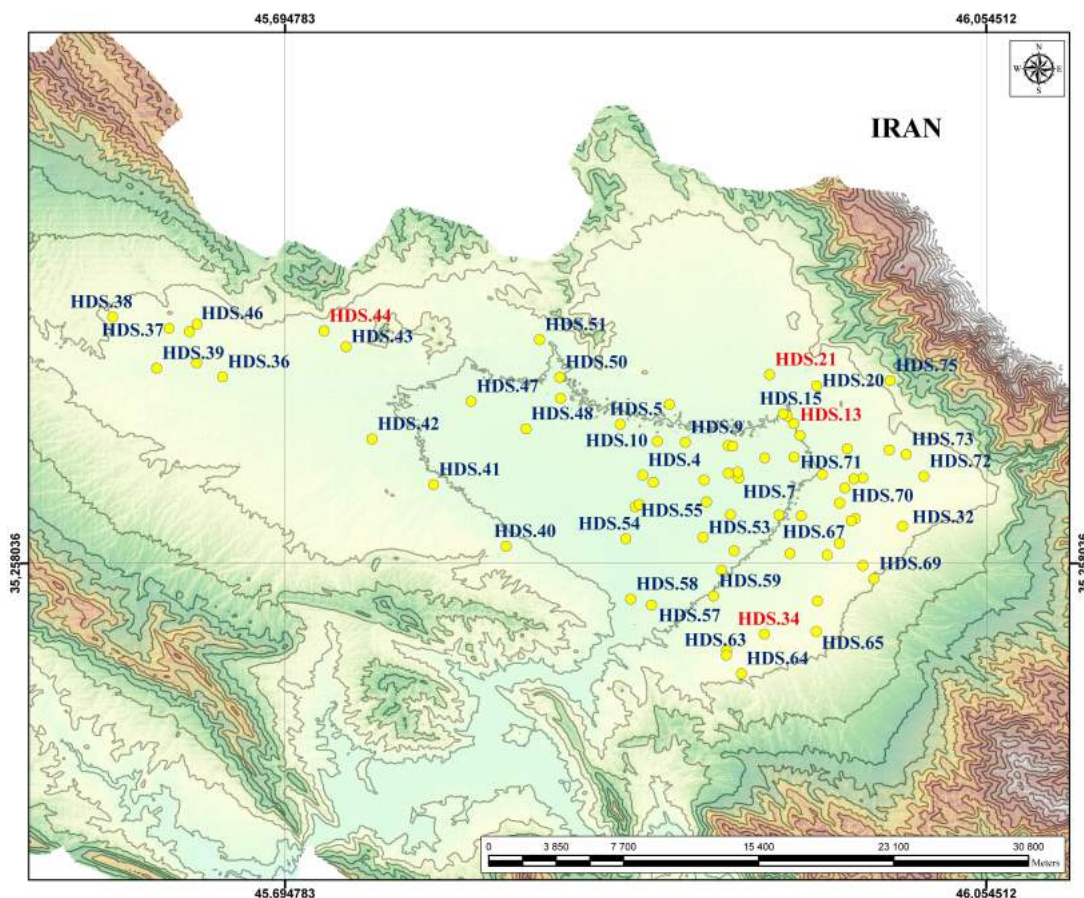 45,694783
46,054512
N
W
E
S
IRAN
HDS.38
HDS.46
HDS.44
HDS.37
HDS.43
HDS.51
HDS.39
HDS.36
HDS.50
HDS.21
HDS.75
HDS.20
HDS.47
HDS.15
HDS.48
HDS.5
HDS.13
HDS.42
HDS.10
HDS.9
HDS.73
HDS.4
HDS.71
HDS.72
HDS.41
HDS.7
HDS.70
HDS.55
HDS.54
HDS.53
HDS.32
HDS.67
HDS.40
35,258036
35,258036
HDS.69
HDS.58
HDS.59
HDS.57
HDS.34
HDS.63
HDS.65
HDS.64
0
3 850
7 700
15 400
23 100
30 800
Meters
45,694783
46,054512